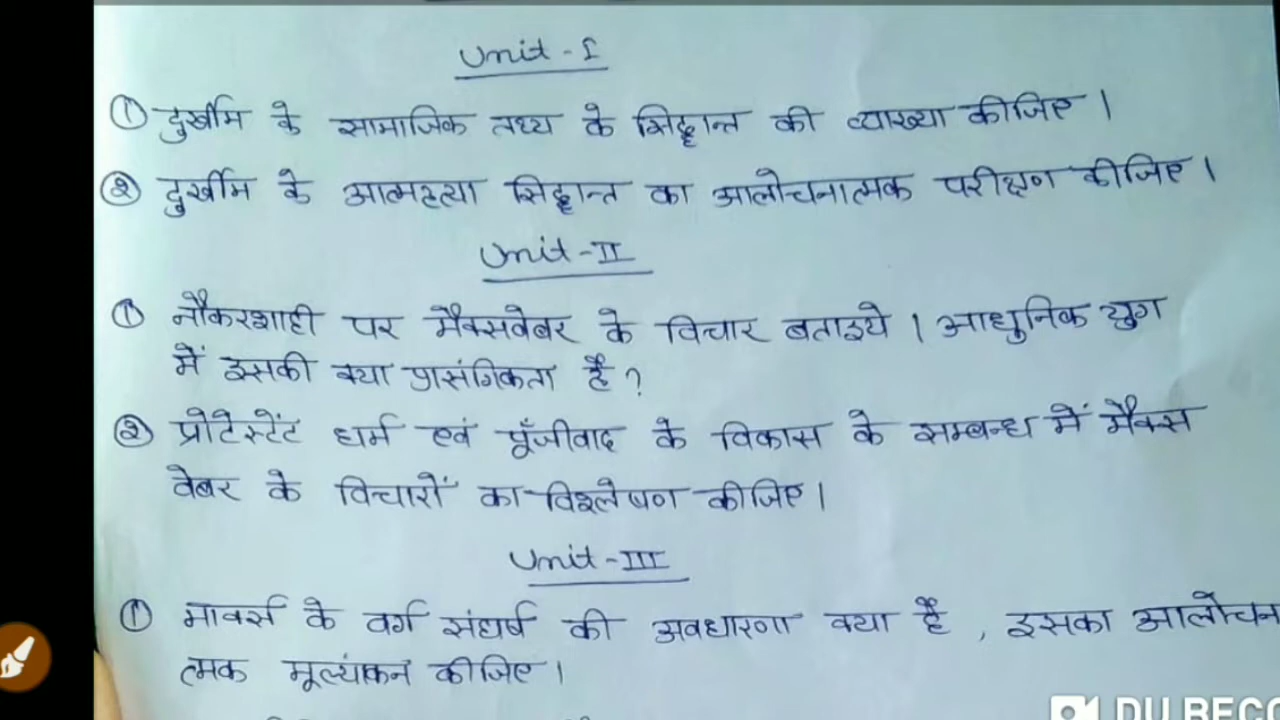 Unit - I
① दुर्खीम के सामाजिक तथ्य के सिद्धान्त की व्याख्या कीजिए।
② दुर्खीम के आत्महत्या सिद्धान्त का आलोचनात्मक परीक्षण कीजिए।
Unit - II
① नौकरशाही पर मैक्सवेबर के विचार बताइये। आधुनिक युग
में इसकी क्या प्रासंगिकता है?
② प्रोटेस्टेंट धर्म एवं पूँजीवाद के विकास के सम्बन्ध में मैक्स
वेबर के विचारों का विश्लेषण कीजिए।
Unit - III
① मार्क्स के वर्ग संघर्ष की अवधारणा क्या है, इसका आलोचन
त्मक मूल्यांकन कीजिए।
DU REC